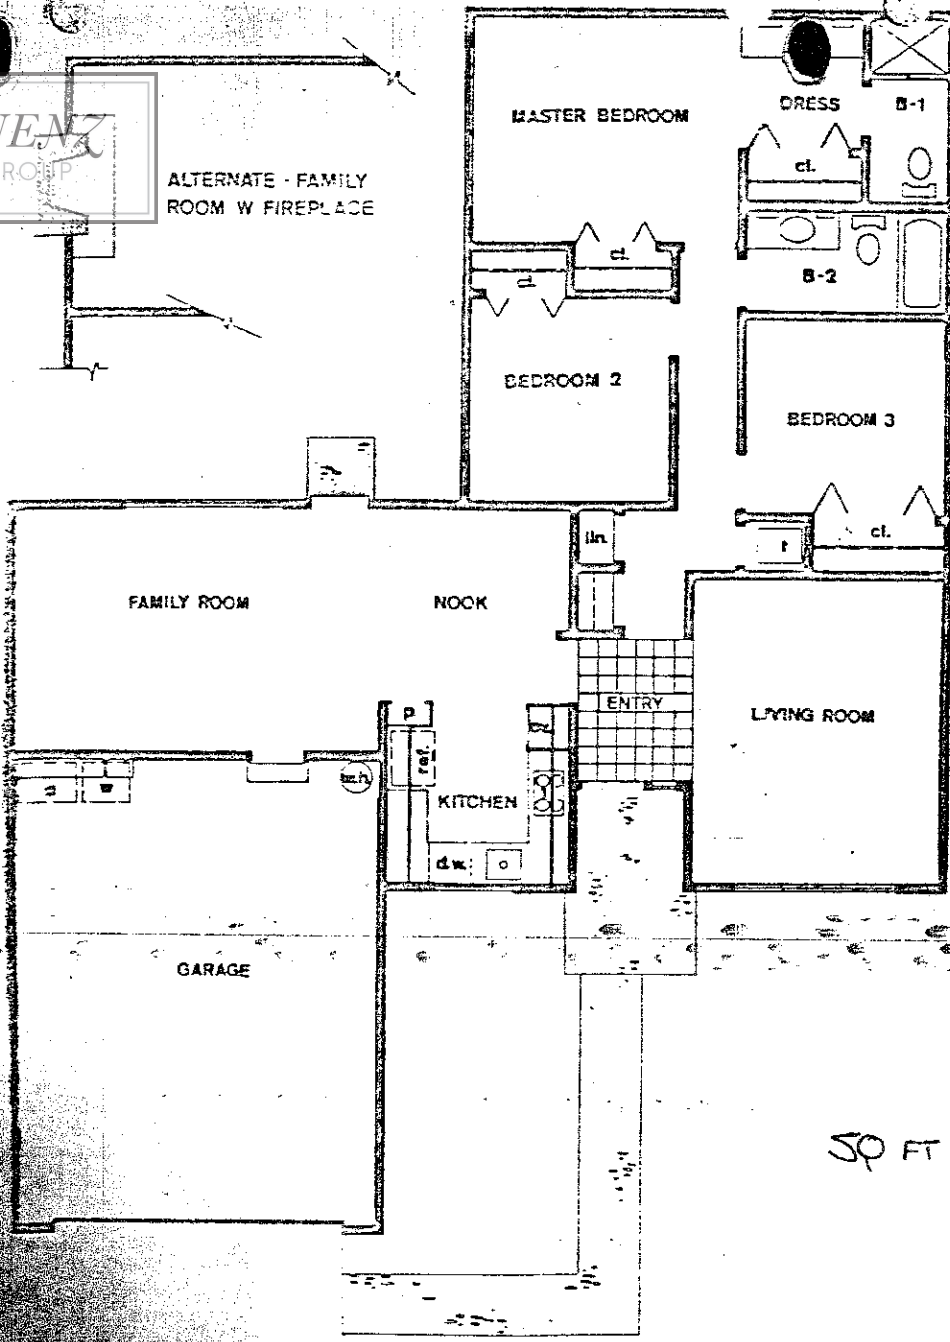 MASTER BEDROOM
DRESS
B-1
cl.
ALTERNATE - FAMILY
ROOM W FIREPLACE
cl.
cl.
B-2
BEDROOM 2
BEDROOM 3
lin.
cl.
FAMILY ROOM
NOOK
ENTRY
LIVING ROOM
P
ref.
w.h.
w
KITCHEN
d.w.
GARAGE
SQ FT